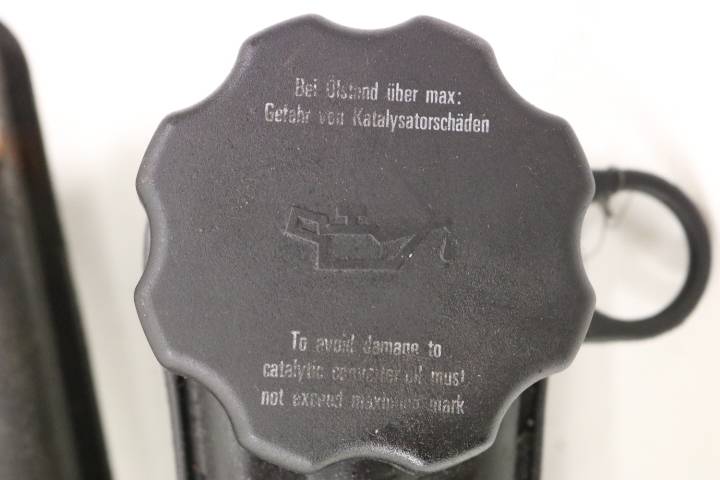 Bei Ölstand über max:
Gefahr von Katalysatorschäden
To avoid damage to
catalytic converter oil must
not exceed maximum mark